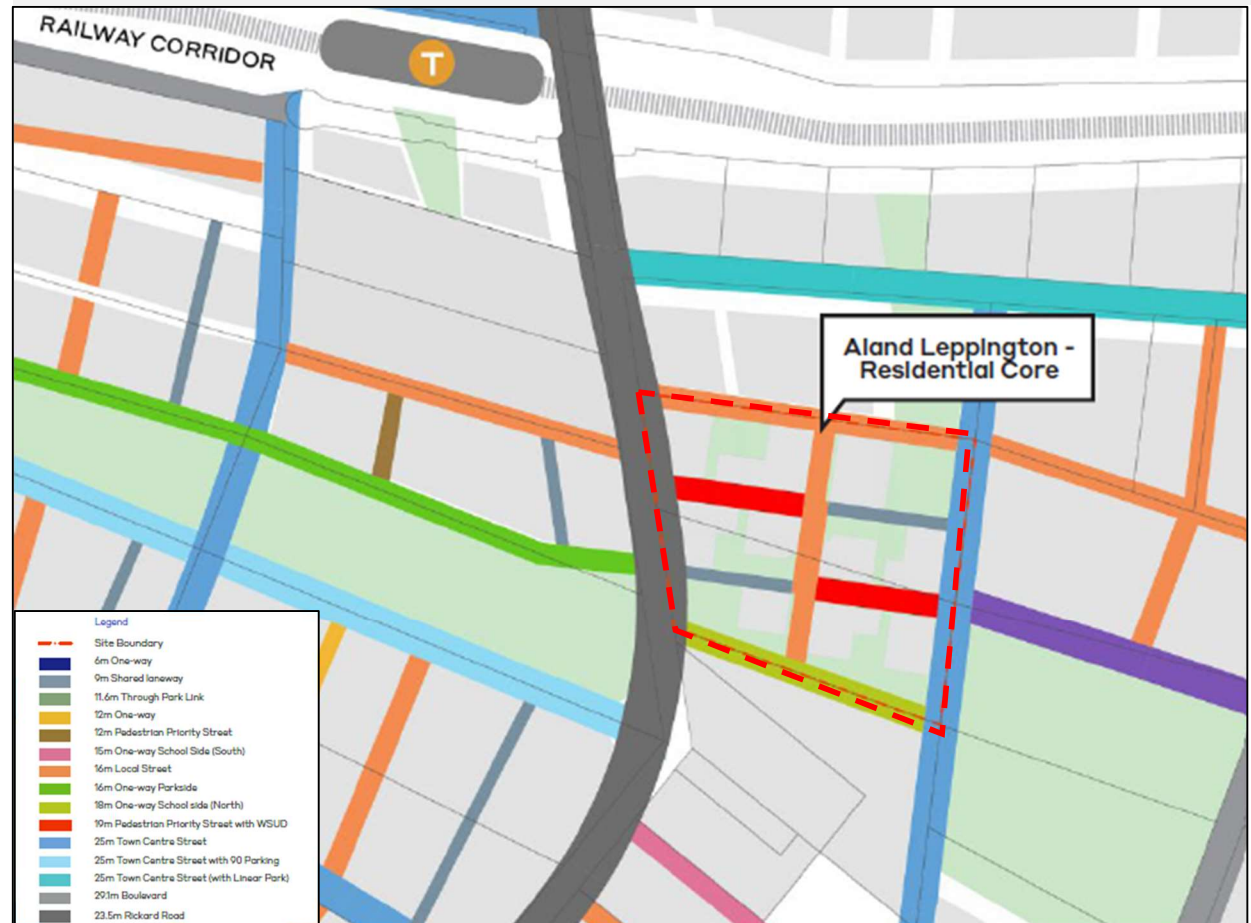 RAILWAY CORRIDOR
T
Aland Leppington -
Residential Core
Legend
Site Boundary
6m One-way
9m Shared laneway
11.6m Through Park Link
12m One-way
12m Pedestrian Priority Street
15m One-way School Side (South)
16m Local Street
16m One-way Parkside
18m One-way School side (North)
19m Pedestrian Priority Street with WSUD
25m Town Centre Street
25m Town Centre Street with 90 Parking
25m Town Centre Street (with Linear Park)
29.1m Boulevard
23.5m Rickard Road